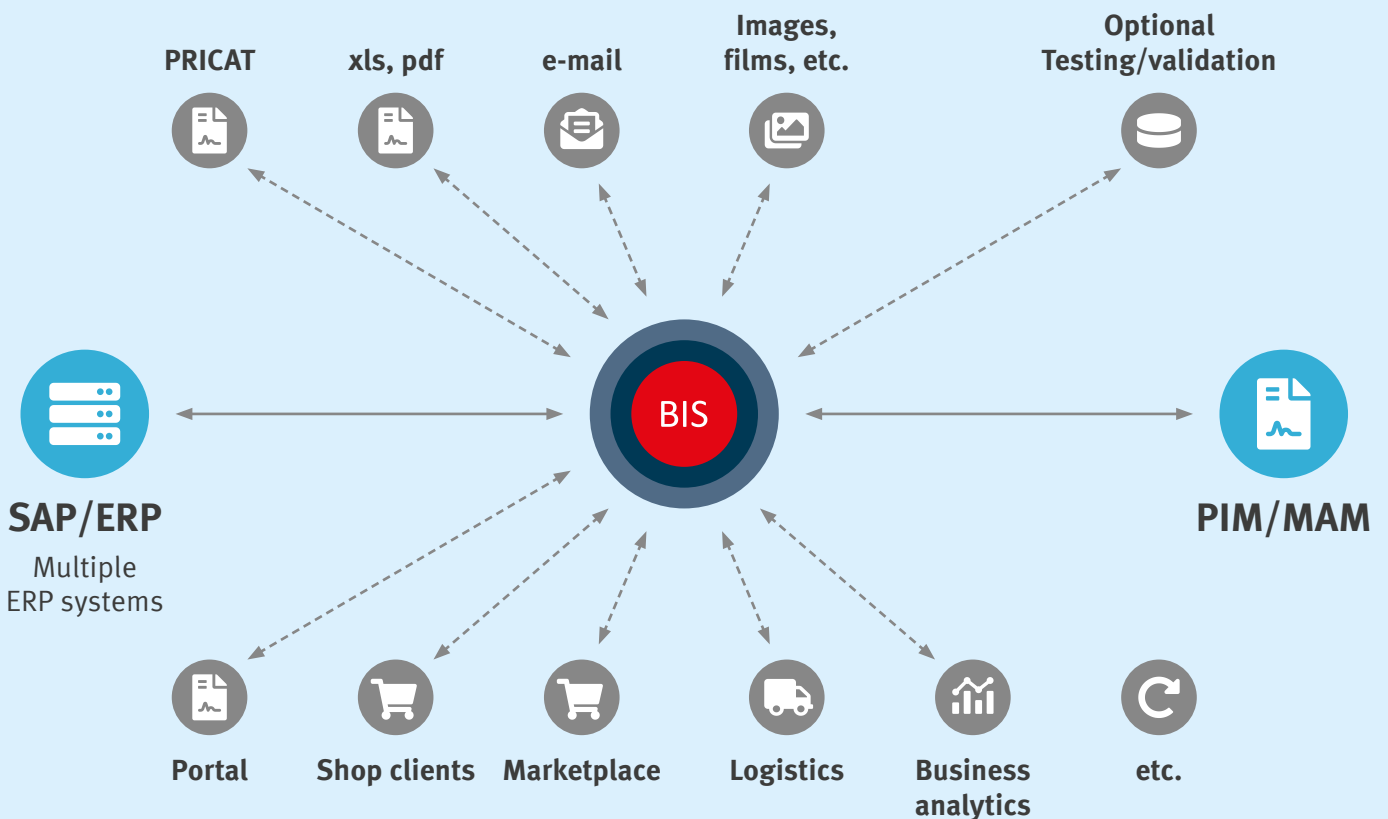 PRICAT
xls, pdf
e-mail
Images,
films, etc.
Optional
Testing/validation
BIS
SAP/ERP
Multiple
ERP systems
PIM/MAM
Portal
Shop clients
Marketplace
Logistics
Business
analytics
etc.